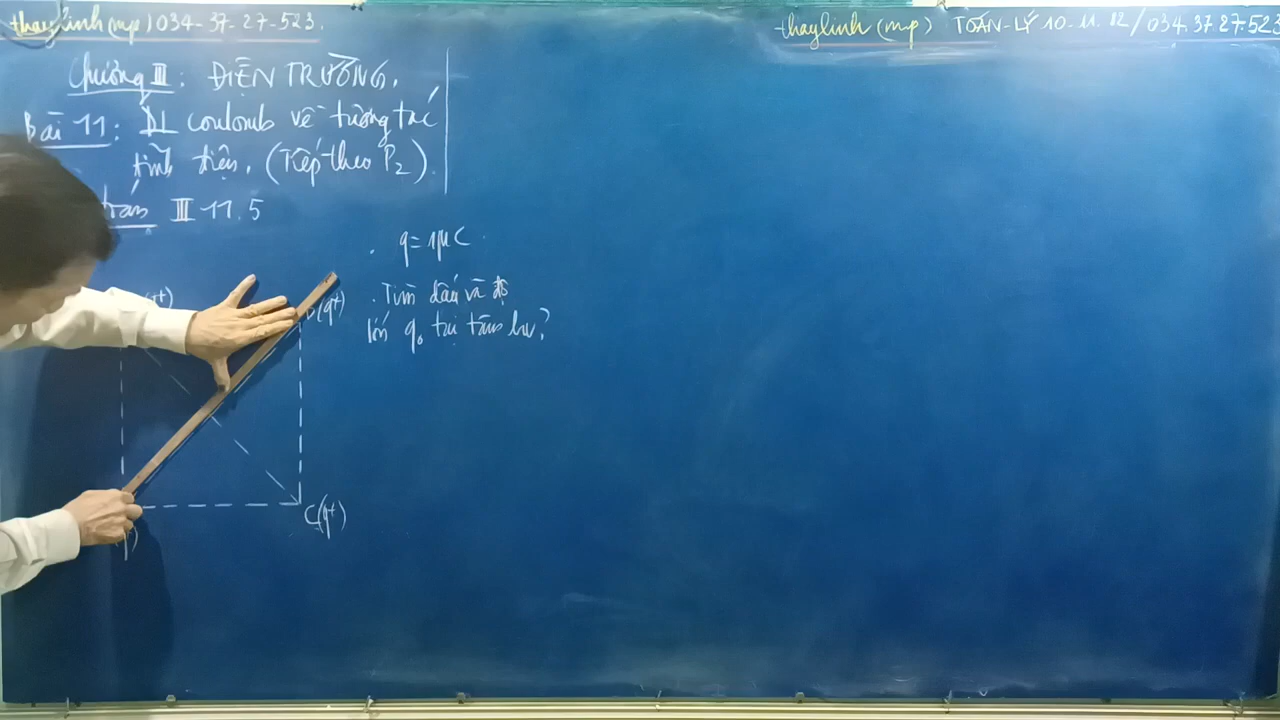 thaylinh (mp) 034-37-27-523.
thaylinh (mp) TOÁN-LÝ 10-11-12/034.37.27.523
Chương III: ĐIỆN TRƯỜNG.
Bài 11: ĐL Coulomb về tương tác
tĩnh điện. (Tiếp theo P2).
toán III 11.5
. q = 1μC.
(q+)
B(q+)
. Tìm dấu và độ
lớn q0 tại tâm hv?
C(q+)